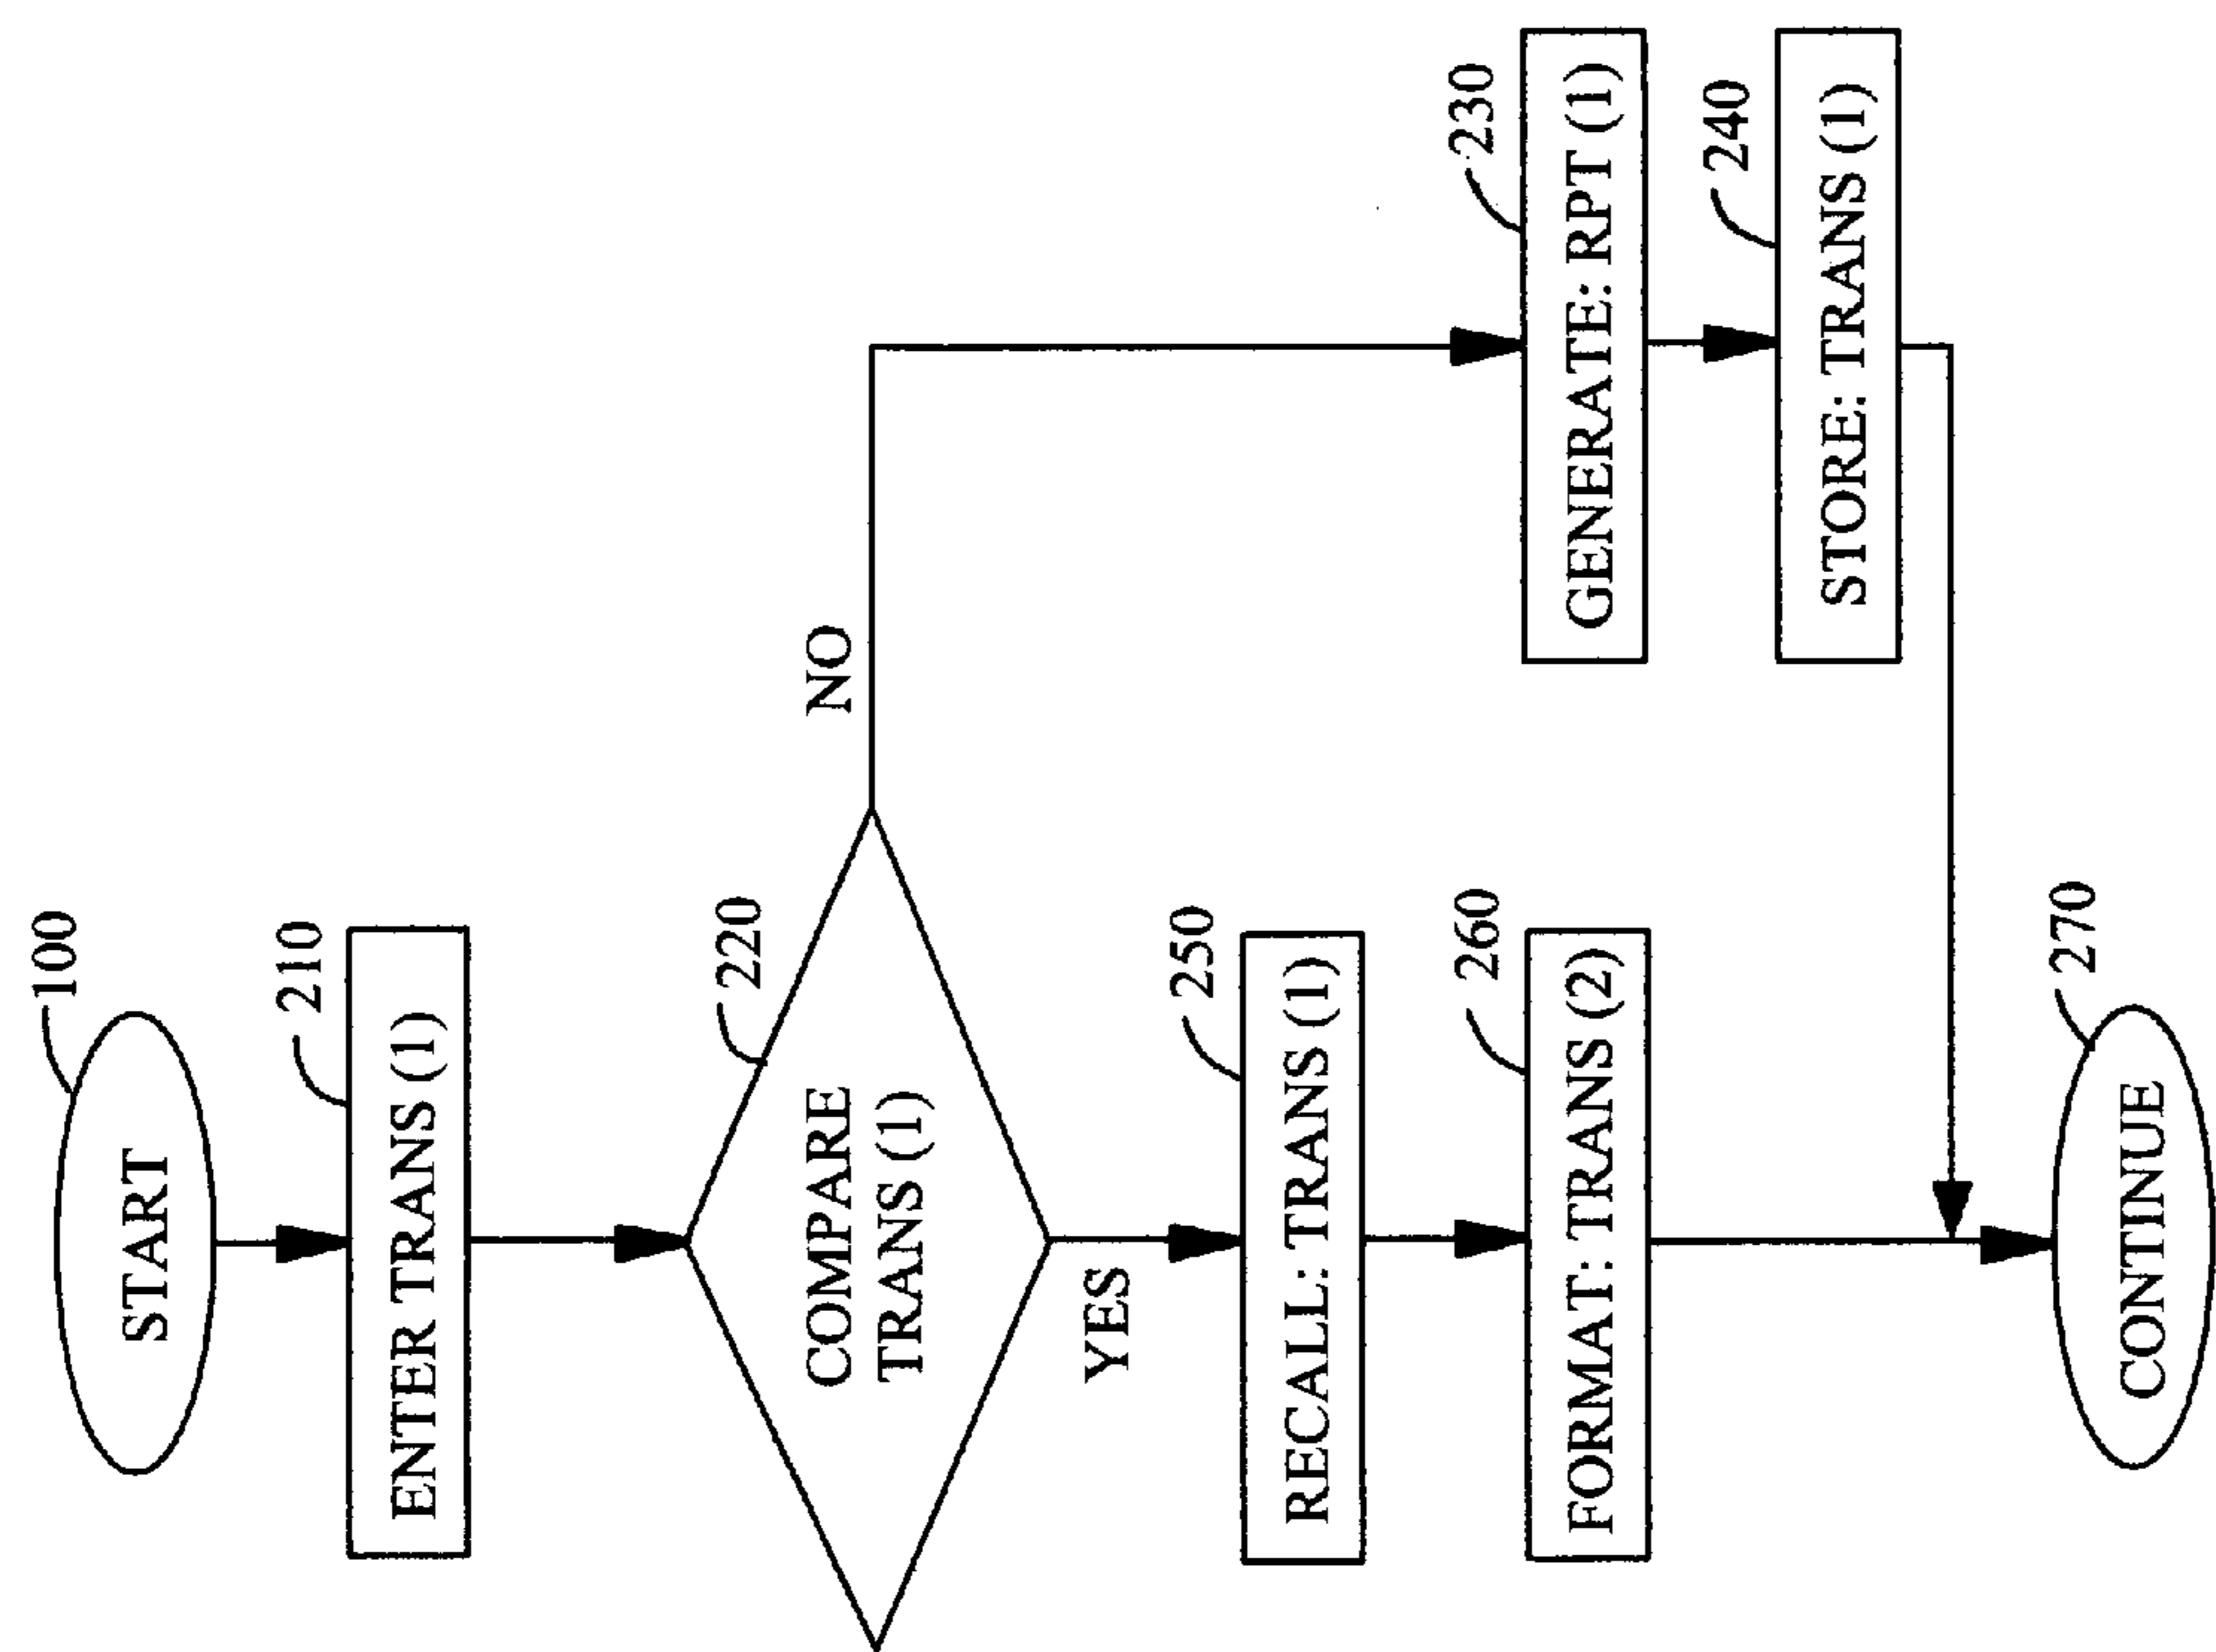 100
START
210
ENTER TRANS (1)
220
COMPARE
TRANS (1)
NO
YES
250
RECALL: TRANS (1)
260
FORMAT: TRANS (2)
230
GENERATE: RPT (1)
240
STORE: TRANS (1)
270
CONTINUE